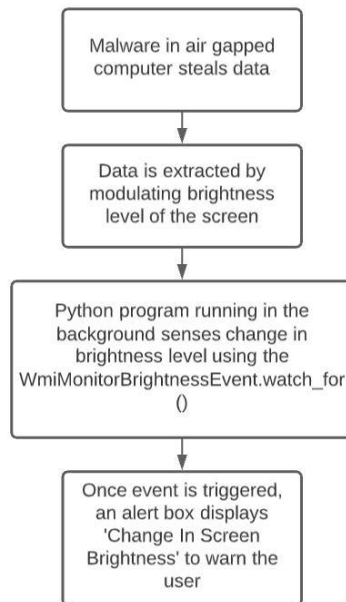 Malware in air gapped
computer steals data
Data is extracted by
modulating brightness
level of the screen
Python program running in the
background senses change in
brightness level using the
WmiMonitorBrightnessEvent.watch_for
()
Once event is triggered,
an alert box displays
'Change In Screen
Brightness' to warn the
user